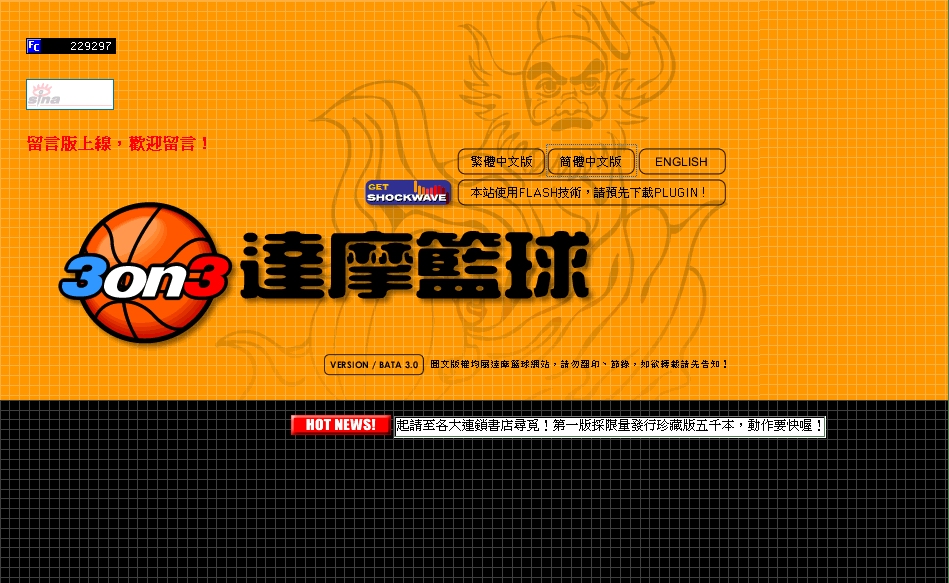 FC 229297
sina
留言版上線，歡迎留言！
繁體中文版 簡體中文版 ENGLISH
GET SHOCKWAVE
本站使用FLASH技術，請預先下載PLUGIN！
3on3 達摩籃球
VERSION / BATA 3.0 圖文版權均屬達摩籃球網站，請勿翻印、節錄，如欲轉載請先告知！
HOT NEWS! 起請至各大連鎖書店尋覓！第一版採限量發行珍藏版五千本，動作要快喔！